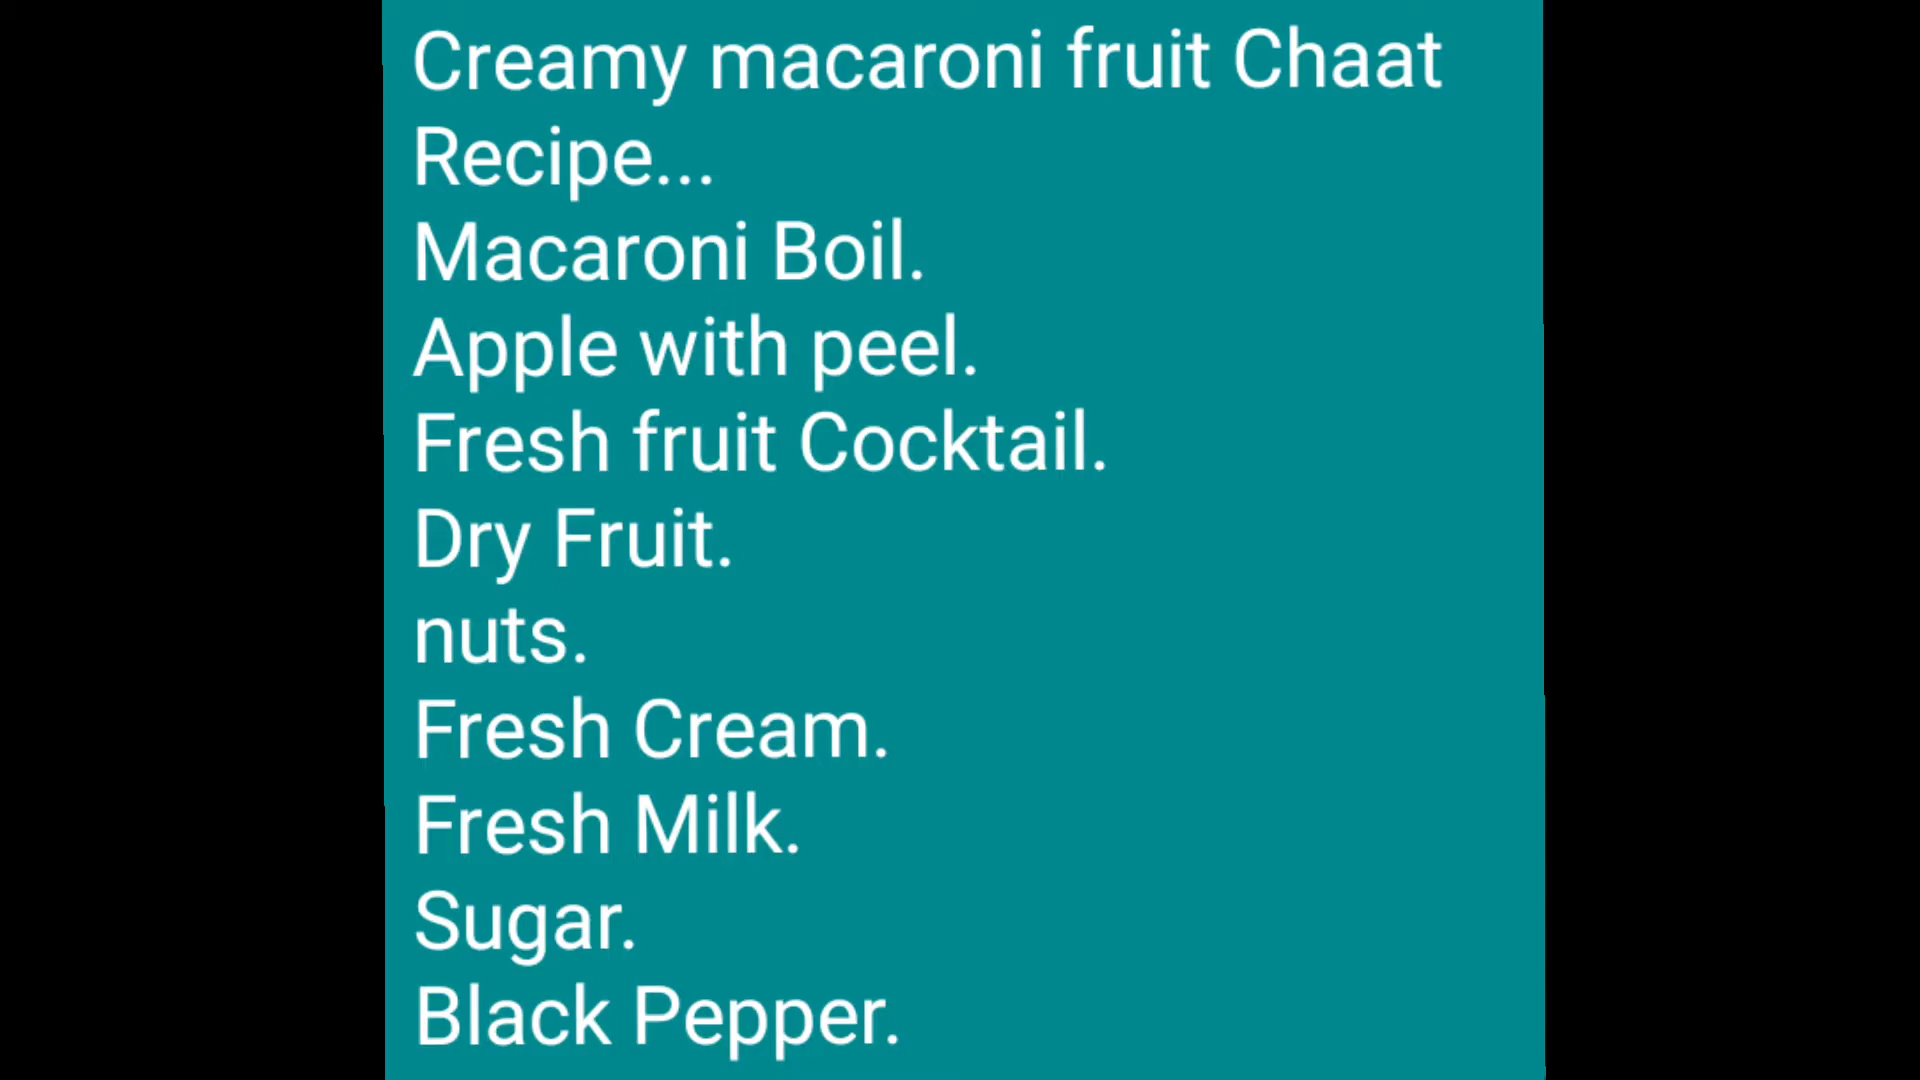 Creamy macaroni fruit Chaat
Recipe...
Macaroni Boil.
Apple with peel.
Fresh fruit Cocktail.
Dry Fruit.
nuts.
Fresh Cream.
Fresh Milk.
Sugar.
Black Pepper.